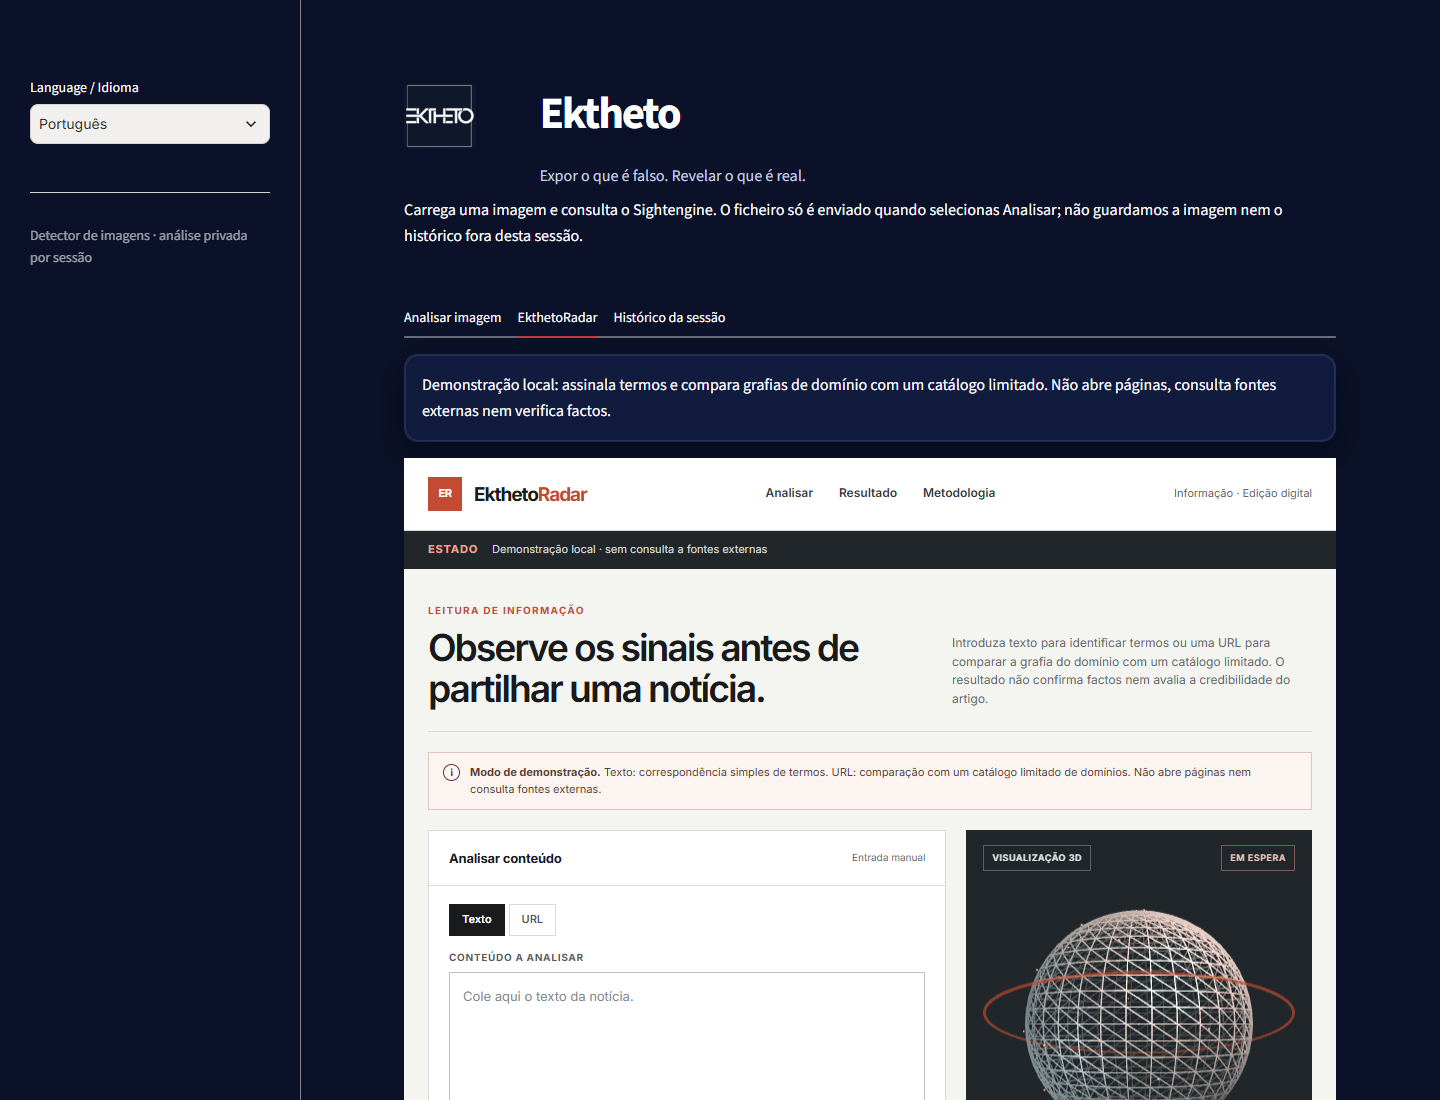 Language / Idioma
Português
Detector de imagens · análise privada
por sessão
EKTHETO
Ektheto
Expor o que é falso. Revelar o que é real.
Carrega uma imagem e consulta o Sightengine. O ficheiro só é enviado quando selecionas Analisar; não guardamos a imagem nem o
histórico fora desta sessão.
Analisar imagem
EkthetoRadar
Histórico da sessão
Demonstração local: assinala termos e compara grafias de domínio com um catálogo limitado. Não abre páginas, consulta fontes
externas nem verifica factos.
ER
EkthetoRadar
Analisar
Resultado
Metodologia
Informação · Edição digital
ESTADO
Demonstração local · sem consulta a fontes externas
LEITURA DE INFORMAÇÃO
Observe os sinais antes de
partilhar uma notícia.
Introduza texto para identificar termos ou uma URL para
comparar a grafia do domínio com um catálogo limitado. O
resultado não confirma factos nem avalia a credibilidade do
artigo.
i
Modo de demonstração. Texto: correspondência simples de termos. URL: comparação com um catálogo limitado de domínios. Não abre páginas nem
consulta fontes externas.
Analisar conteúdo
Entrada manual
Texto
URL
CONTEÚDO A ANALISAR
Cole aqui o texto da notícia.
VISUALIZAÇÃO 3D
EM ESPERA